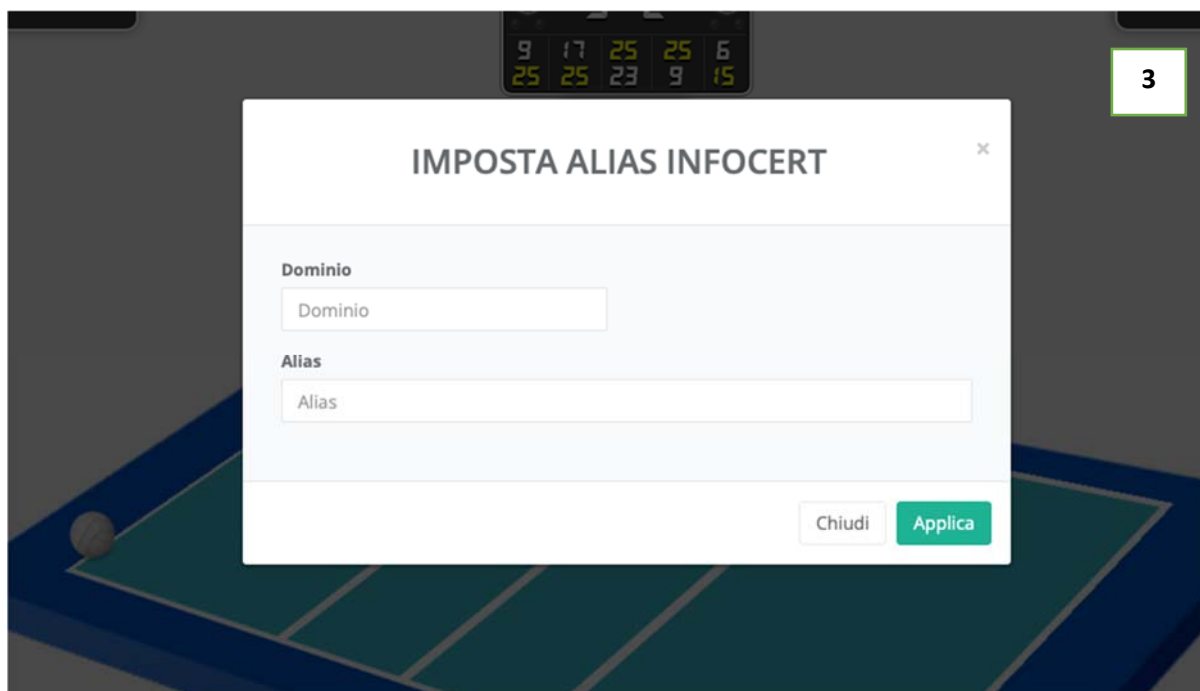 9 17 25 25 6
25 25 23 9 15
3
IMPOSTA ALIAS INFOCERT
×
Dominio
Dominio
Alias
Alias
Chiudi
Applica